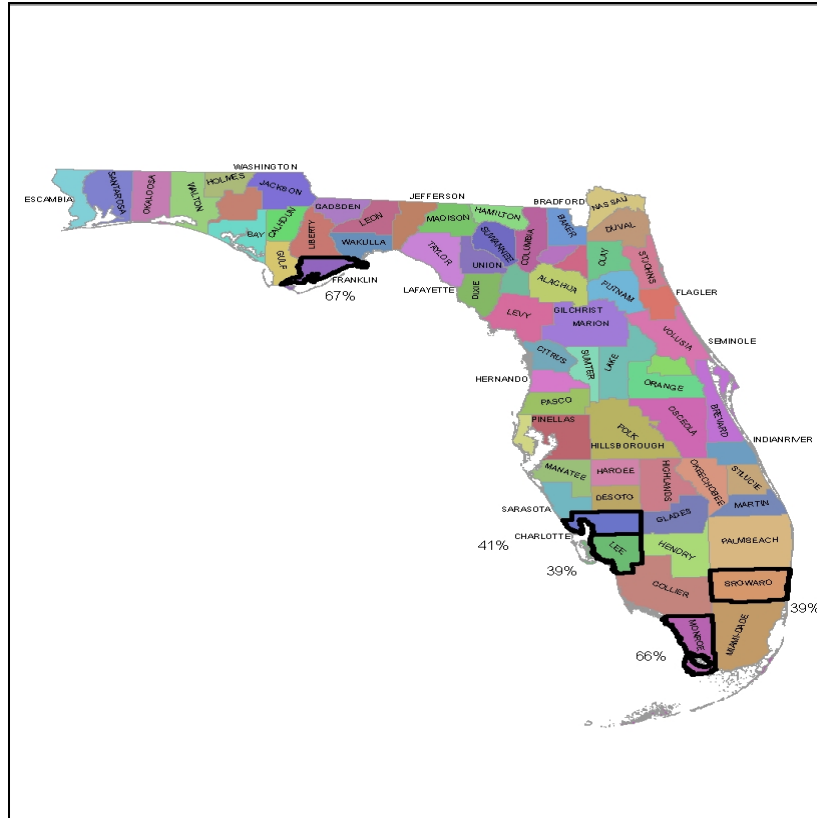 WASHINGTON
ESCAMBIA
SANTAROSA
OKALOOSA
WALTON
HOLMES
JACKSON
BAY
CALHOUN
GULF
LIBERTY
GADSDEN
LEON
WAKULLA
FRANKLIN
67%
JEFFERSON
MADISON
HAMILTON
TAYLOR
SUWANNEE
COLUMBIA
UNION
LAFAYETTE
DIXIE
BRADFORD
BAKER
NASSAU
DUVAL
CLAY
STJOHNS
ALACHUA
PUTNAM
FLAGLER
LEVY
GILCHRIST
MARION
VOLUSIA
SEMINOLE
CITRUS
SUMTER
LAKE
HERNANDO
ORANGE
PASCO
BREVARD
OSCEOLA
PINELLAS
POLK
HILLSBOROUGH
INDIANRIVER
MANATEE
HARDEE
HIGHLANDS
OKEECHOBEE
STLUCIE
DESOTO
MARTIN
SARASOTA
GLADES
CHARLOTTE
41%
LEE
HENDRY
PALMBEACH
39%
COLLIER
BROWARD
39%
MONROE
MIAMI-DADE
66%